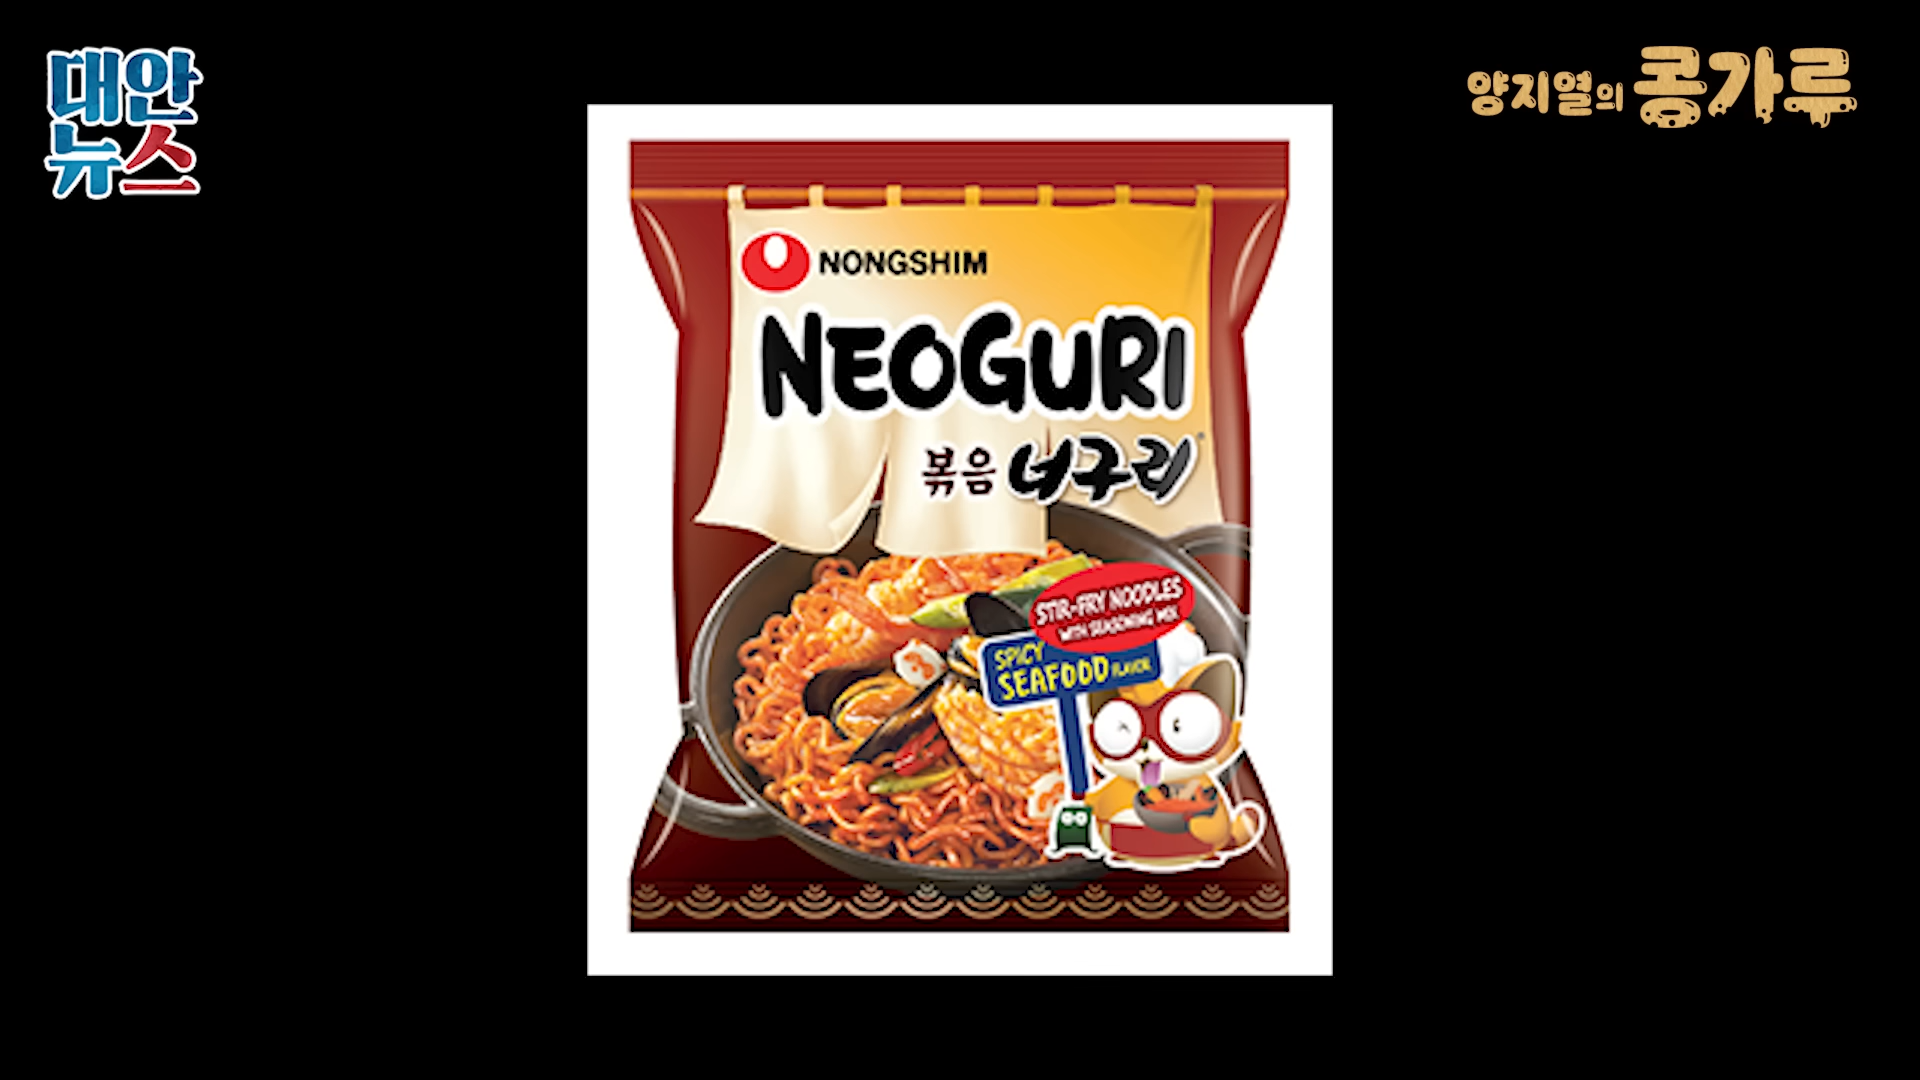 대안
뉴스
양지열의 콩가루
NONGSHIM
NEOGURI
볶음 너구리
STIR-FRY NOODLES
WITH SEASONING MIX
SPICY
SEAFOOD FLAVOR